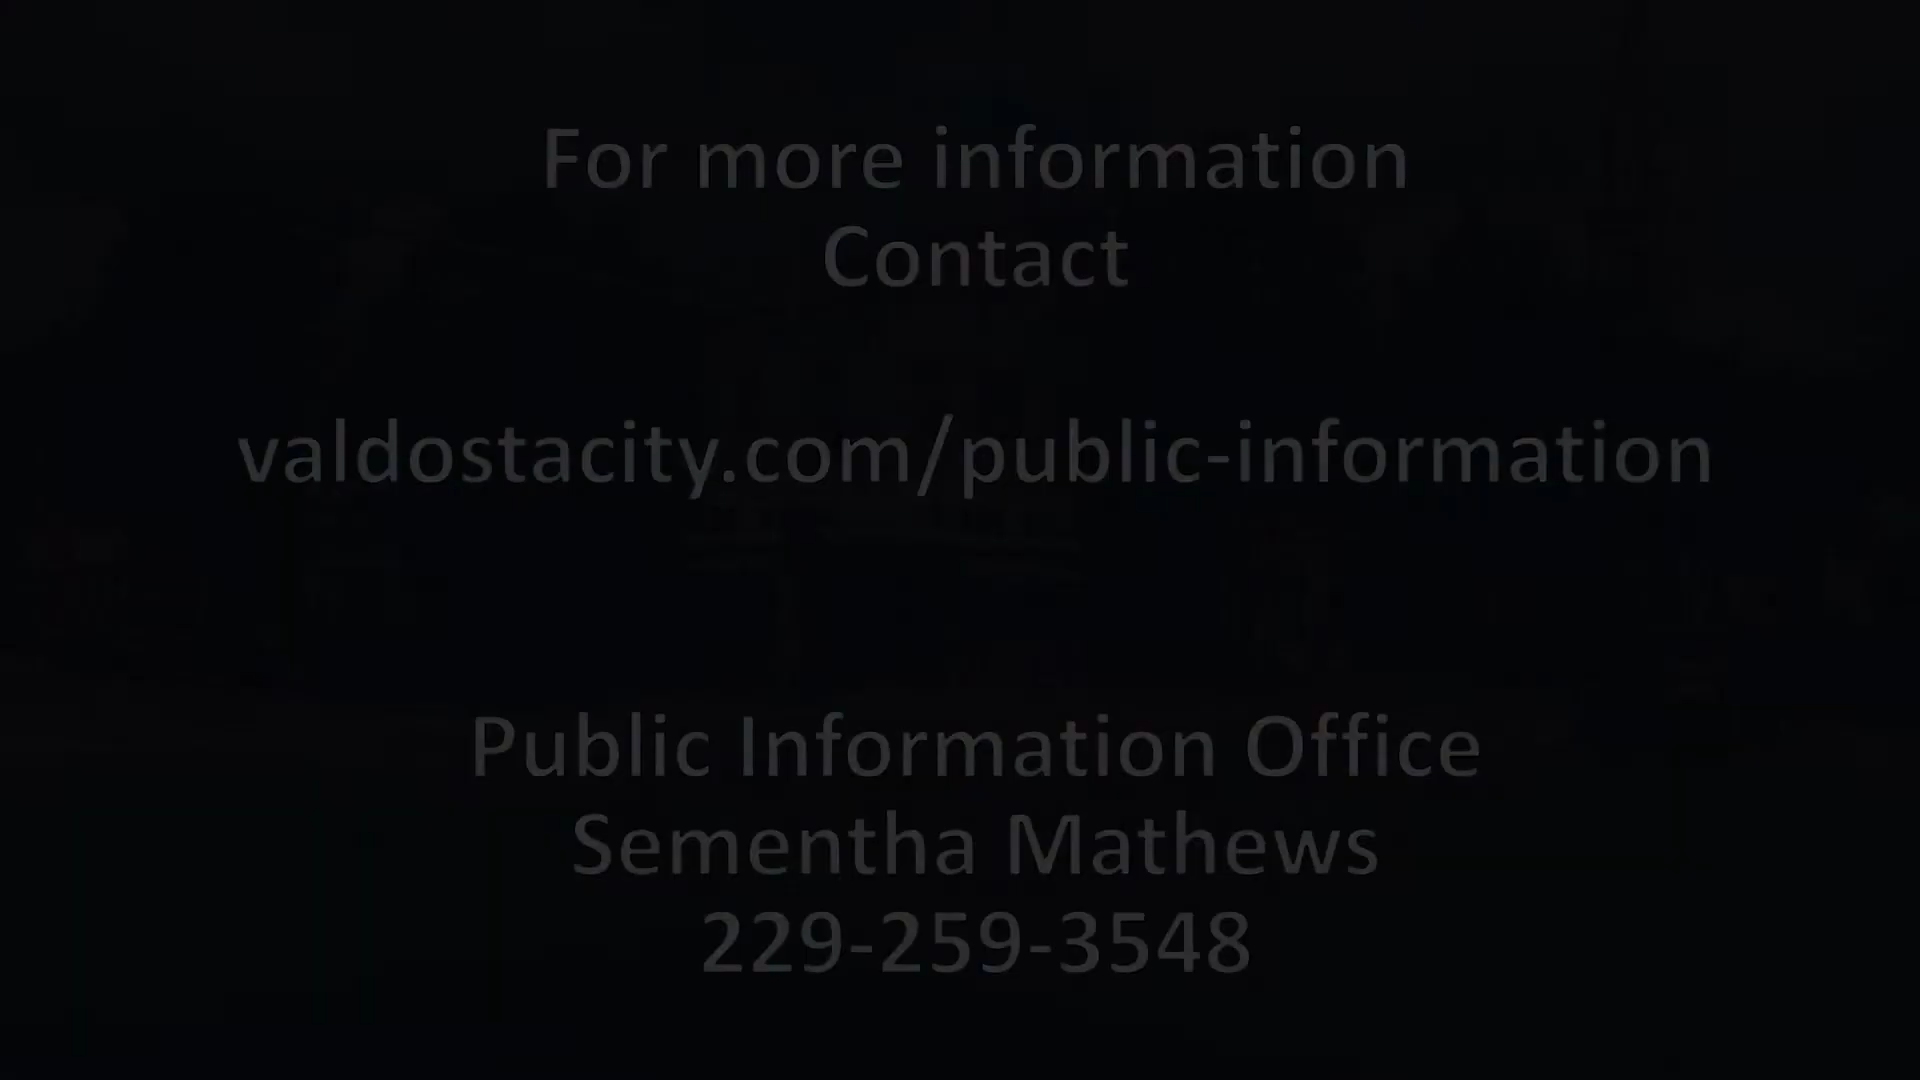 For more information
Contact
valdostacity.com/public-information
Public Information Office
Sementha Mathews
229-259-3548